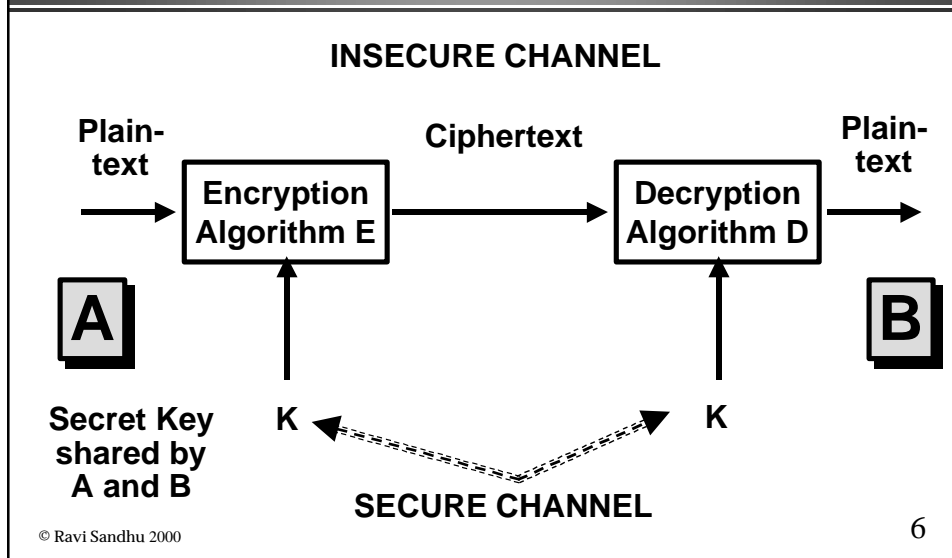 INSECURE CHANNEL
Plain-
text
Ciphertext
Plain-
text
Encryption
Algorithm E
Decryption
Algorithm D
A
B
Secret Key
shared by
A and B
K
K
SECURE CHANNEL
© Ravi Sandhu 2000
6